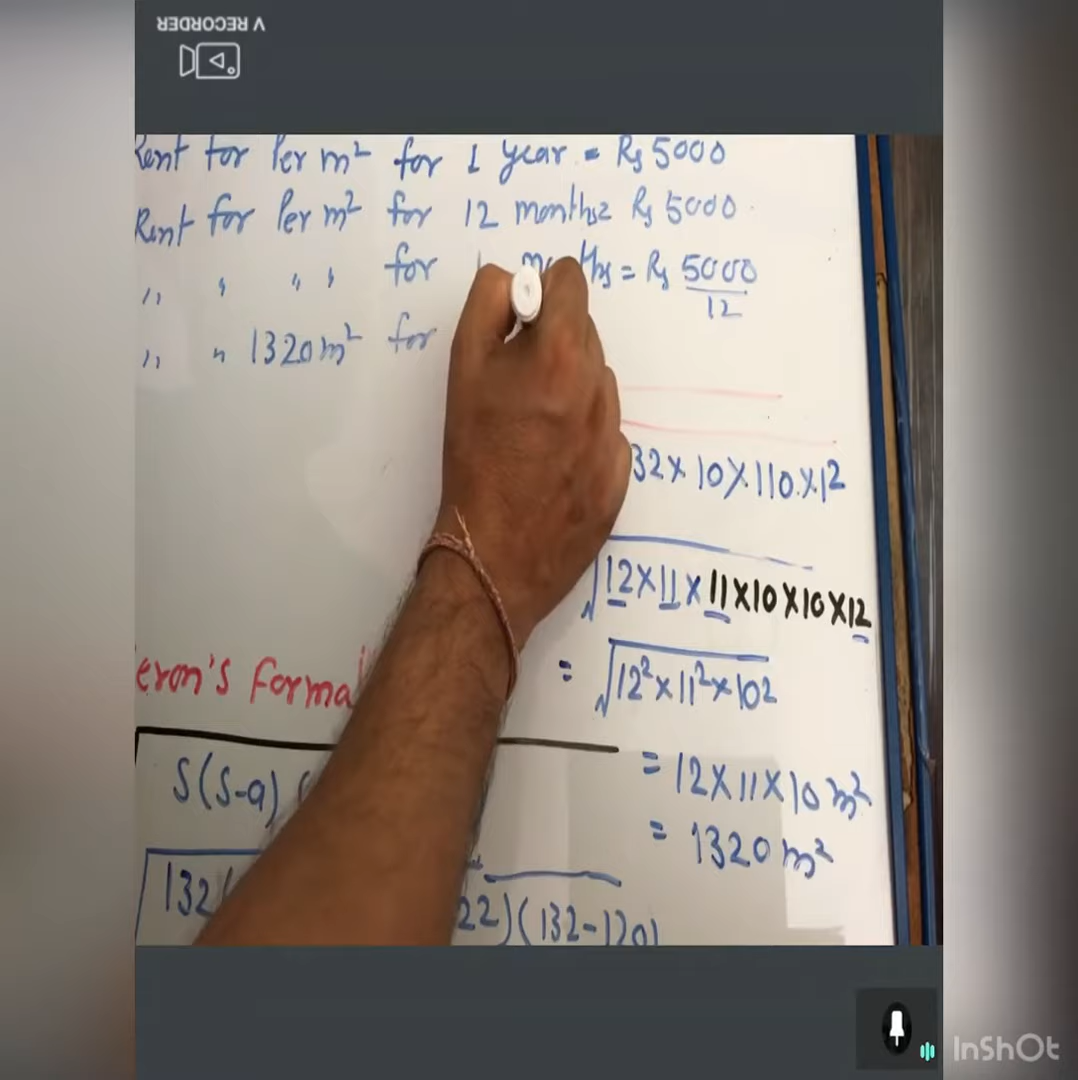 V RECORDER
Rent for Per m² for 1 year = Rs 5000
Rent for Per m² for 12 months = Rs 5000
" " " " for = Rs 5000/12
" " 1320 m² for
32 × 10 × 110 × 12
√12 × 11 × 11 × 10 × 10 × 12
= √12² × 11² × 10²
= 12 × 11 × 10 m²
= 1320 m²
eron's Forma
S(S-a)
132
22)(132-120)
InShOt